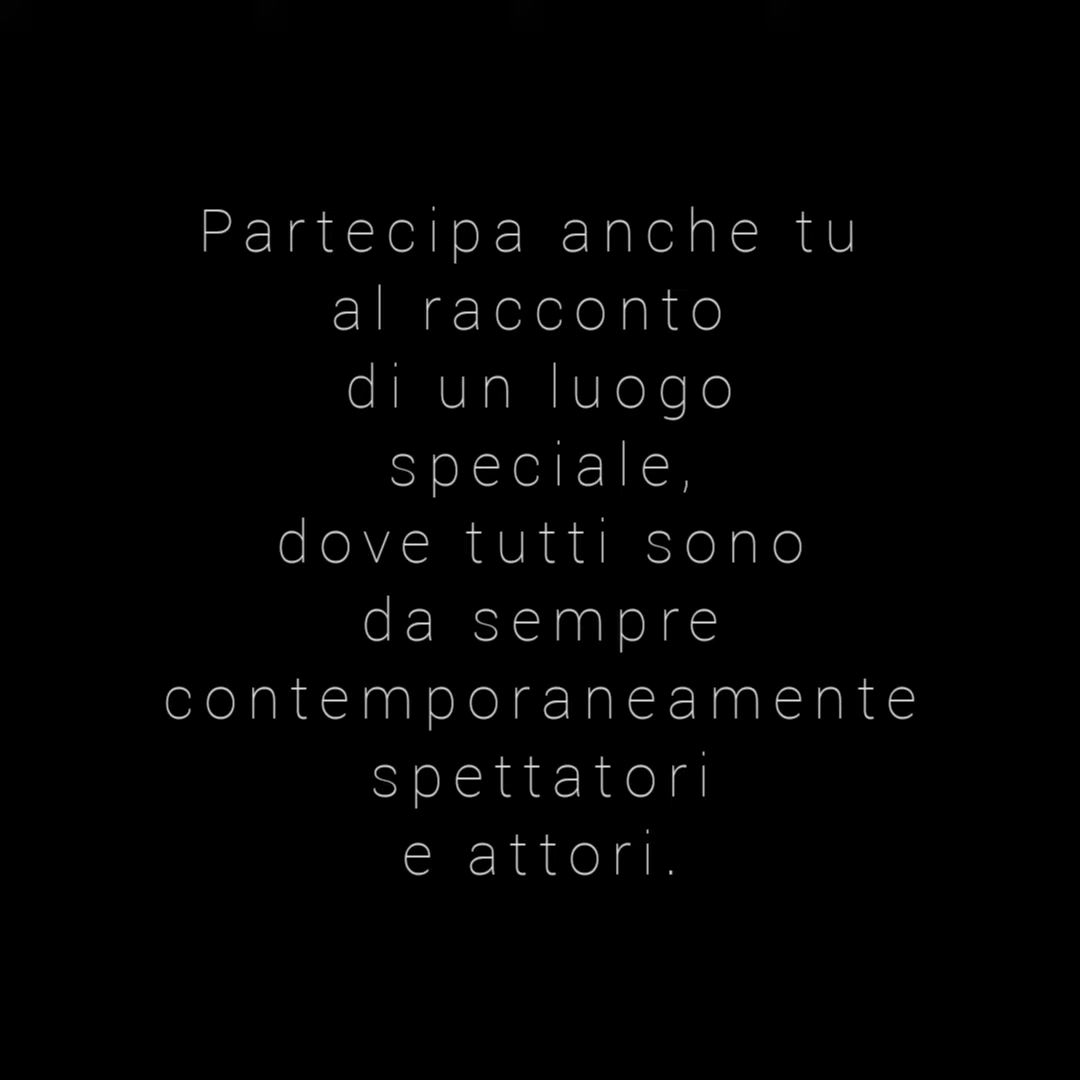 Partecipa anche tu
al racconto
di un luogo
speciale,
dove tutti sono
da sempre
contemporaneamente
spettatori
e attori.